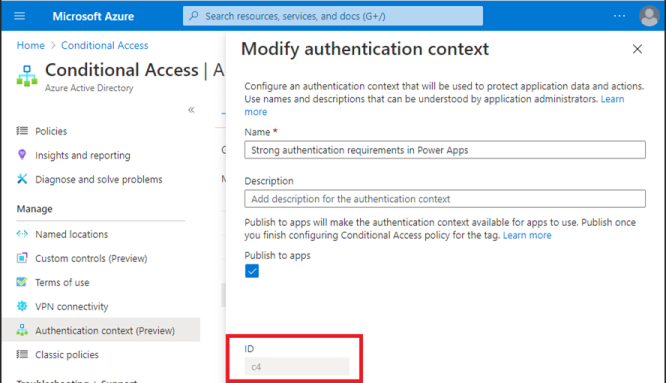 Microsoft Azure
Search resources, services, and docs (G+/)
...
Home > Conditional Access
Conditional Access | A
Azure Active Directory
«
Policies
Insights and reporting
Diagnose and solve problems
Manage
Named locations
Custom controls (Preview)
Terms of use
VPN connectivity
Authentication context (Preview)
Classic policies
Modify authentication context
Configure an authentication context that will be used to protect application data and actions.
Use names and descriptions that can be understood by application administrators. Learn
more
Name *
Strong authentication requirements in Power Apps
Description
Add description for the authentication context
Publish to apps will make the authentication context available for apps to use. Publish once
you finish configuring Conditional Access policy for the tag. Learn more
Publish to apps
ID
c4